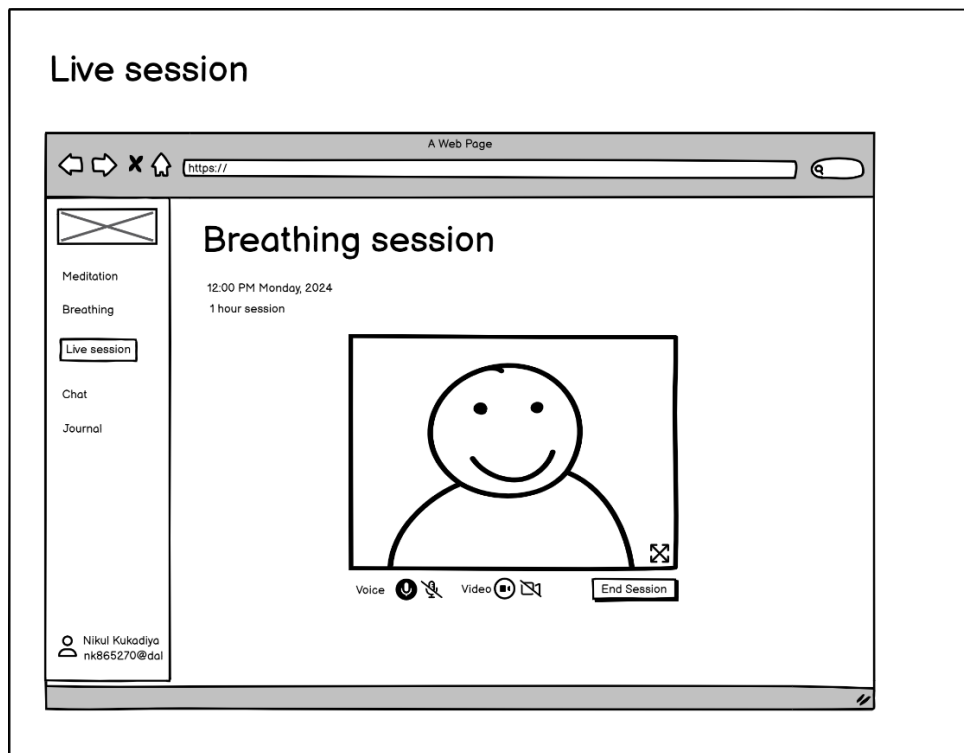 Live session
A Web Page
https://
Breathing session
12:00 PM Monday, 2024
1 hour session
Meditation
Breathing
Live session
Chat
Journal
Voice
Video
End Session
Nikul Kukadiya
nk865270@dal